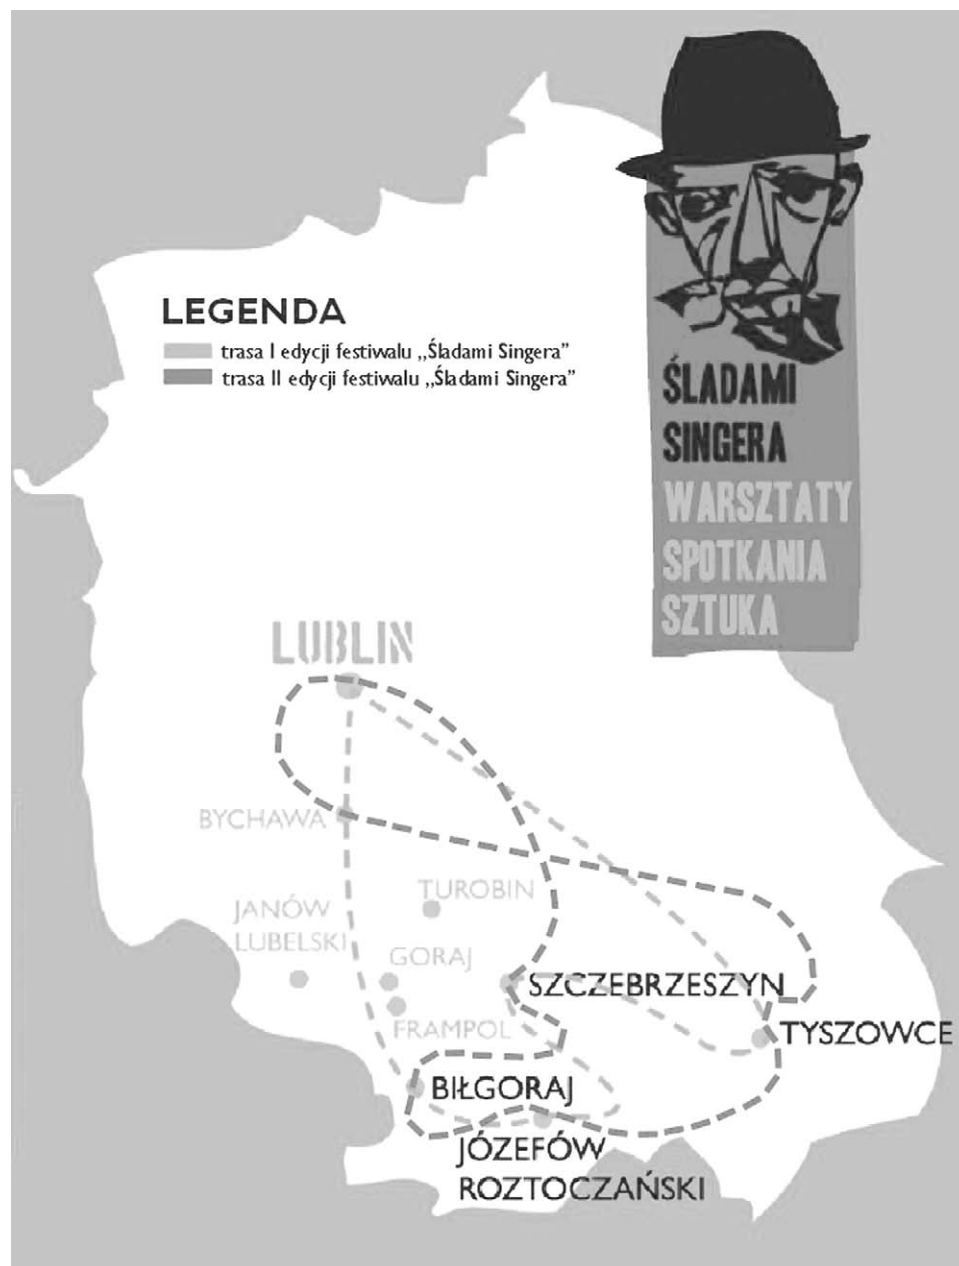 LEGENDA
trasa I edycji festiwalu „Śladami Singera”
trasa II edycji festiwalu „Śladami Singera”
ŚLADAMI
SINGERA
WARSZTATY
SPOTKANIA
SZTUKA
LUBLIN
BYCHAWA
TUROBIN
JANÓW
LUBELSKI
GORAJ
SZCZEBRZESZYN
FRAMPOL
TYSZOWCE
BIŁGORAJ
JÓZEFÓW
ROZTOCZAŃSKI